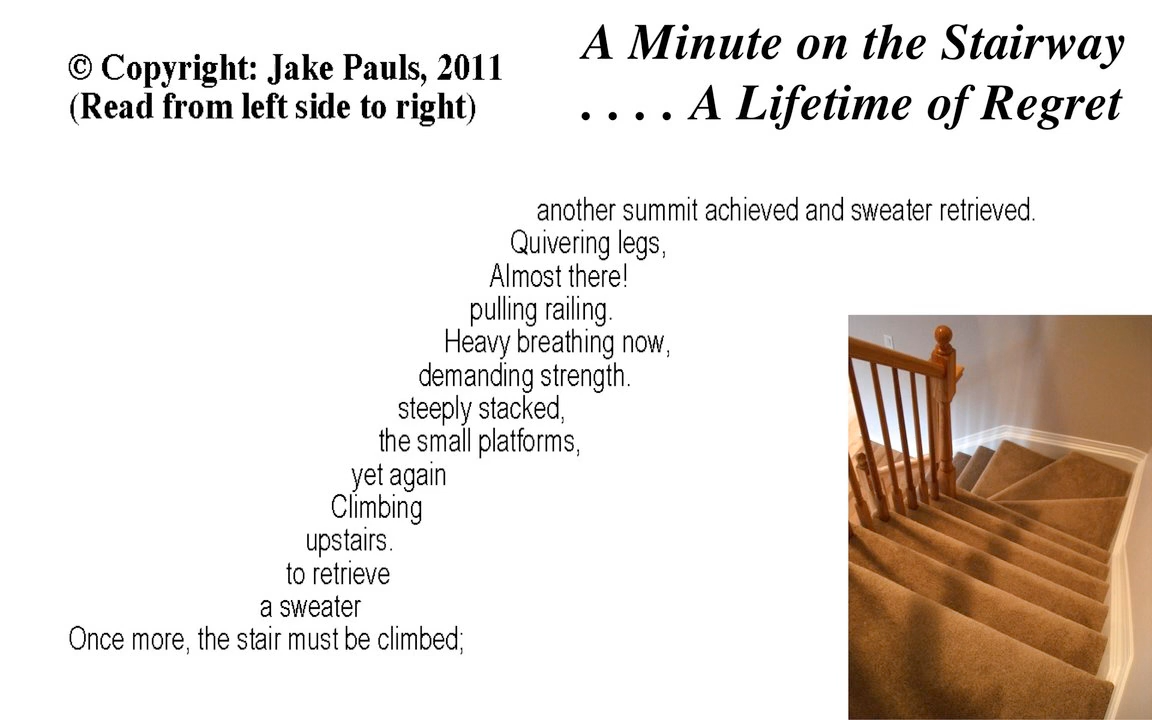 © Copyright: Jake Pauls, 2011
(Read from left side to right)
A Minute on the Stairway
. . . . A Lifetime of Regret
Once more, the stair must be climbed;
a sweater
to retrieve
upstairs.
Climbing
yet again
the small platforms,
steeply stacked,
demanding strength.
Heavy breathing now,
pulling railing.
Almost there!
Quivering legs,
another summit achieved and sweater retrieved.